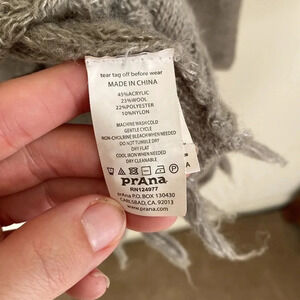 tear tag off before wear
MADE IN CHINA
45%ACRYLIC
23%WOOL
22%POLYESTER
10%NYLON
MACHINE WASH COLD
GENTLE CYCLE
NON-CHLORINE BLEACH WHEN NEEDED
DO NOT TUMBLE DRY
DRY FLAT
COOL IRON WHEN NEEDED
DRY CLEANABLE
prAna
RN124977
prAna P.O. BOX 130430
CARLSBAD, CA. 92013
www.prana.com
A